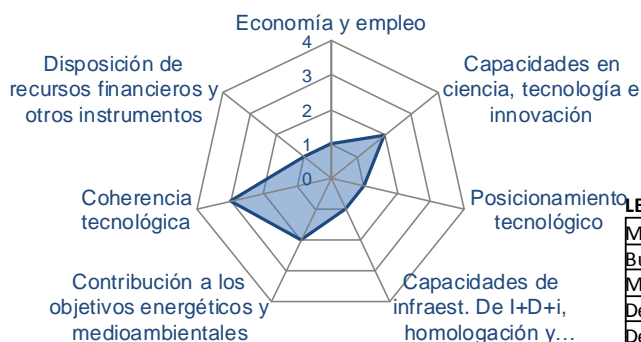 Economía y empleo
4
3
2
1
0
Disposición de
recursos financieros y
otros instrumentos
Capacidades en
ciencia, tecnología e
innovación
Coherencia
tecnológica
Posicionamiento
tecnológico
Contribución a los
objetivos energéticos y
medioambientales
Capacidades de
infraest. De I+D+i,
homologación y…